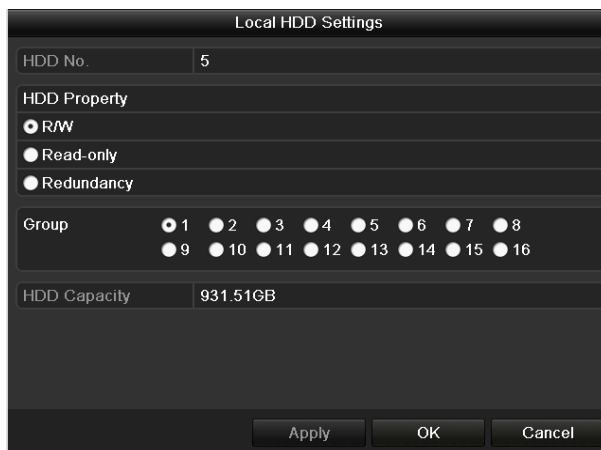 Local HDD Settings
HDD No. 5
HDD Property
R/W
Read-only
Redundancy
Group 1 2 3 4 5 6 7 8
9 10 11 12 13 14 15 16
HDD Capacity 931.51GB
Apply OK Cancel